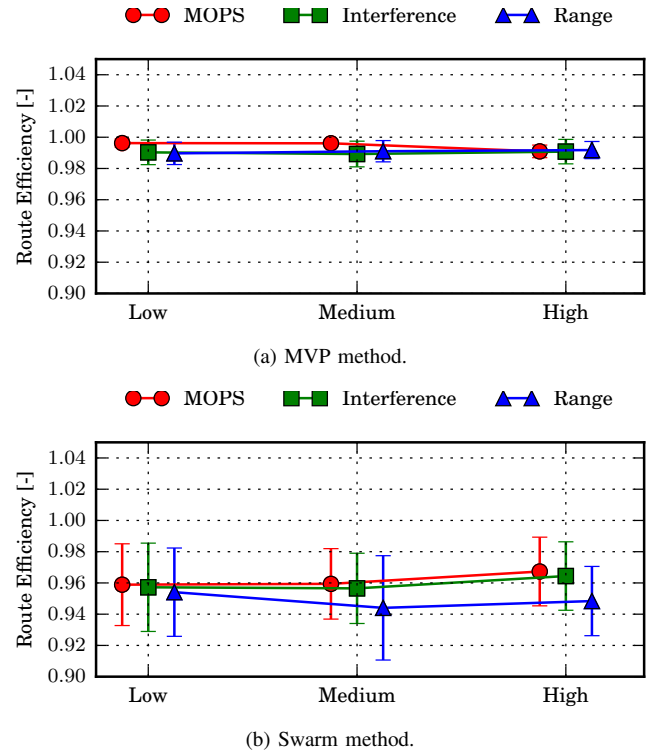 MOPS Interference Range
1.04
1.02
1.00
0.98
0.96
0.94
0.92
0.90
Route Efficiency [-]
Low Medium High
(a) MVP method.
MOPS Interference Range
1.04
1.02
1.00
0.98
0.96
0.94
0.92
0.90
Route Efficiency [-]
Low Medium High
(b) Swarm method.